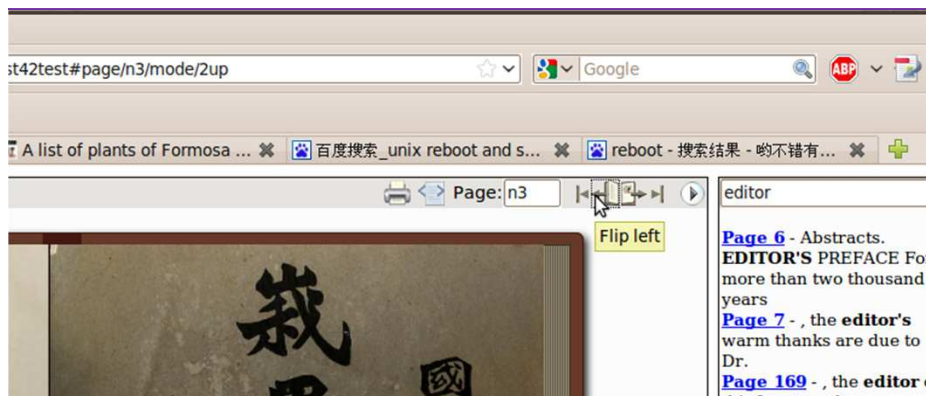 st42test#page/n3/mode/2up
Google
ABP
A list of plants of Formosa ...
百度搜索_unix reboot and s...
reboot - 搜索结果 - 哟不错有...
Page: n3
editor
Flip left
Page 6 - Abstracts.
EDITOR'S PREFACE For
more than two thousand
years
Page 7 - , the editor's
warm thanks are due to
Dr.
Page 169 - , the editor
國